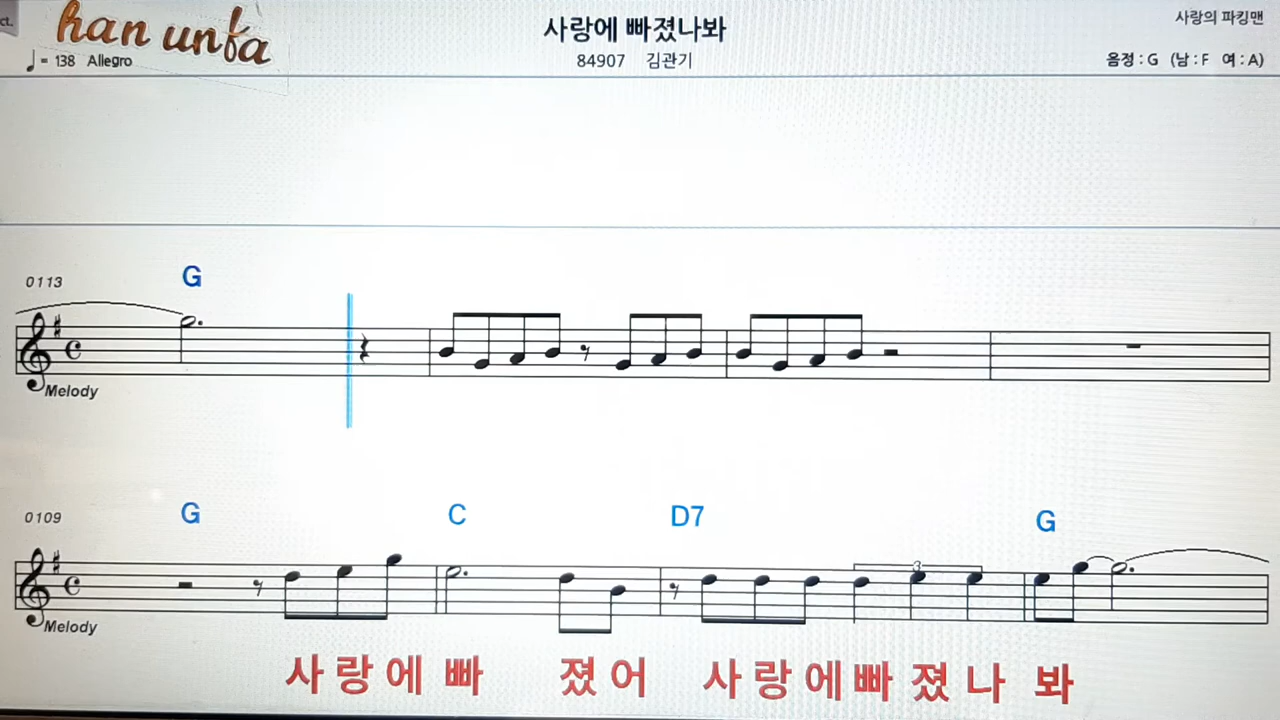 ct.
han unfa
사랑에 빠졌나봐
사랑의 파킹맨
♩= 138 Allegro
84907 김관기
음정 : G (남 : F 여 : A)
0113
G
Melody
0109
G C D7 G
3
Melody
사랑에빠 졌어 사랑에빠졌나 봐